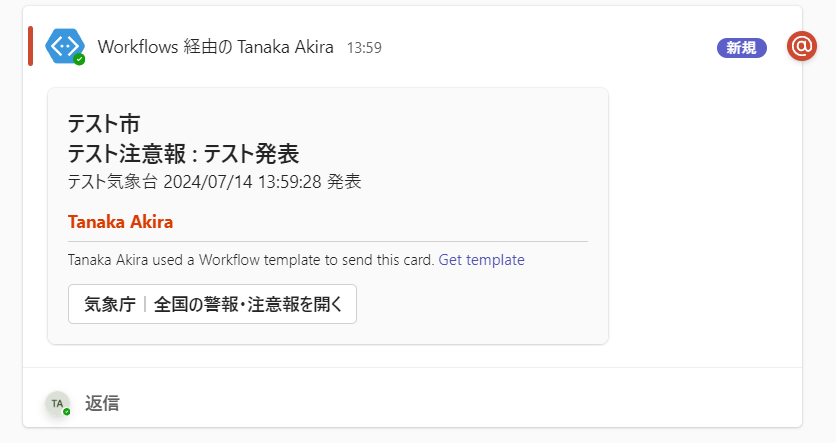 Workflows 経由の Tanaka Akira 13:59 新規 @
テスト市
テスト注意報 : テスト発表
テスト気象台 2024/07/14 13:59:28 発表
Tanaka Akira
Tanaka Akira used a Workflow template to send this card. Get template
気象庁｜全国の警報・注意報を開く
TA 返信